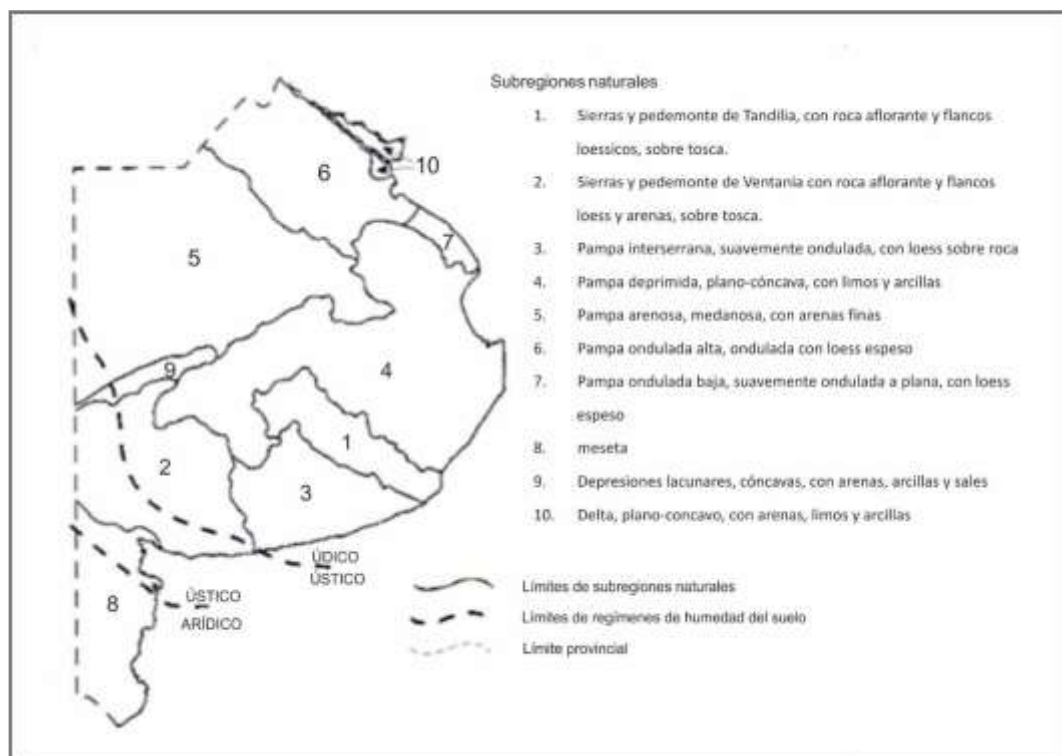 Subregiones naturales
1. Sierras y pedemonte de Tandilia, con roca aflorante y flancos
loessicos, sobre tosca.
2. Sierras y pedemonte de Ventania con roca aflorante y flancos
loess y arenas, sobre tosca.
3. Pampa interserrana, suavemente ondulada, con loess sobre roca
4. Pampa deprimida, plano-cóncava, con limos y arcillas
5. Pampa arenosa, medanosa, con arenas finas
6. Pampa ondulada alta, ondulada con loess espeso
7. Pampa ondulada baja, suavemente ondulada a plana, con loess
espeso
8. meseta
9. Depresiones lacunares, cóncavas, con arenas, arcillas y sales
10. Delta, plano-concavo, con arenas, limos y arcillas
Límites de subregiones naturales
Límites de regímenes de humedad del suelo
Límite provincial
10
6
7
5
9
4
1
2
3
8
ÚDICO
ÚSTICO
ÚSTICO
ARÍDICO